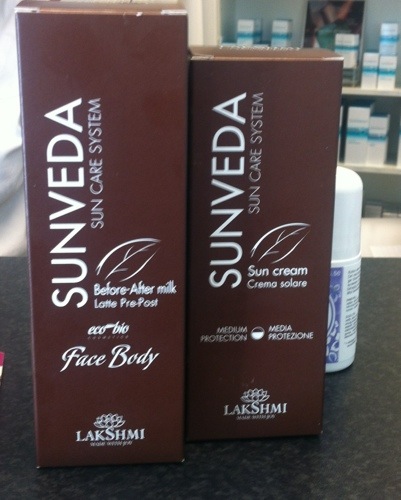 SUNVEDA
SUN CARE SYSTEM
Before-After milk
Latte Pre-Post
eco bio
COSMETICS
Face Body
LAKSHMI
SUNVEDA
SUN CARE SYSTEM
Sun cream
Crema solare
MEDIUM PROTECTION
MEDIA PROTEZIONE
LAKSHMI